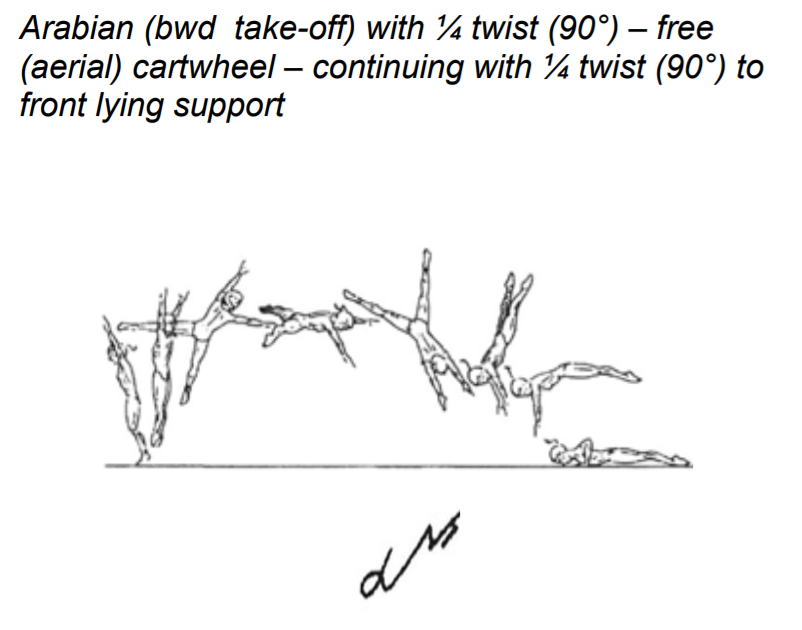 Arabian (bwd  take-off) with ¼ twist (90°) – free
(aerial) cartwheel – continuing with ¼ twist (90°) to
front lying support